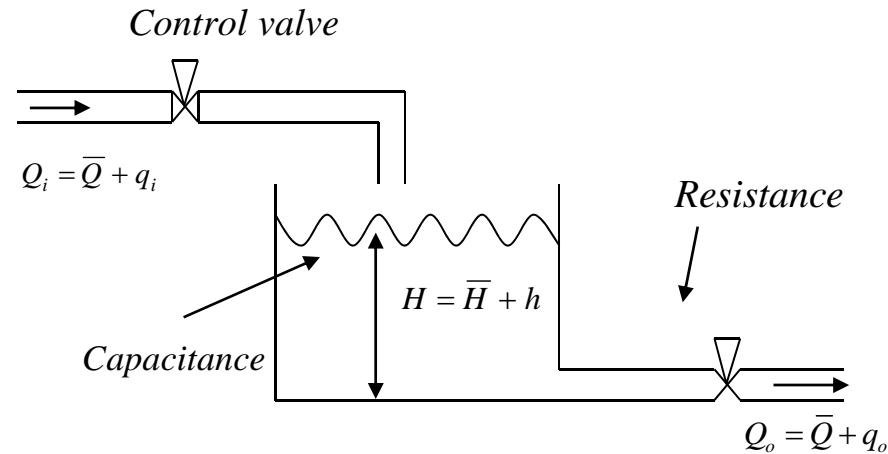 Control valve
Q_i = Q̅ + q_i
Resistance
H = H̅ + h
Capacitance
Q_o = Q̅ + q_o